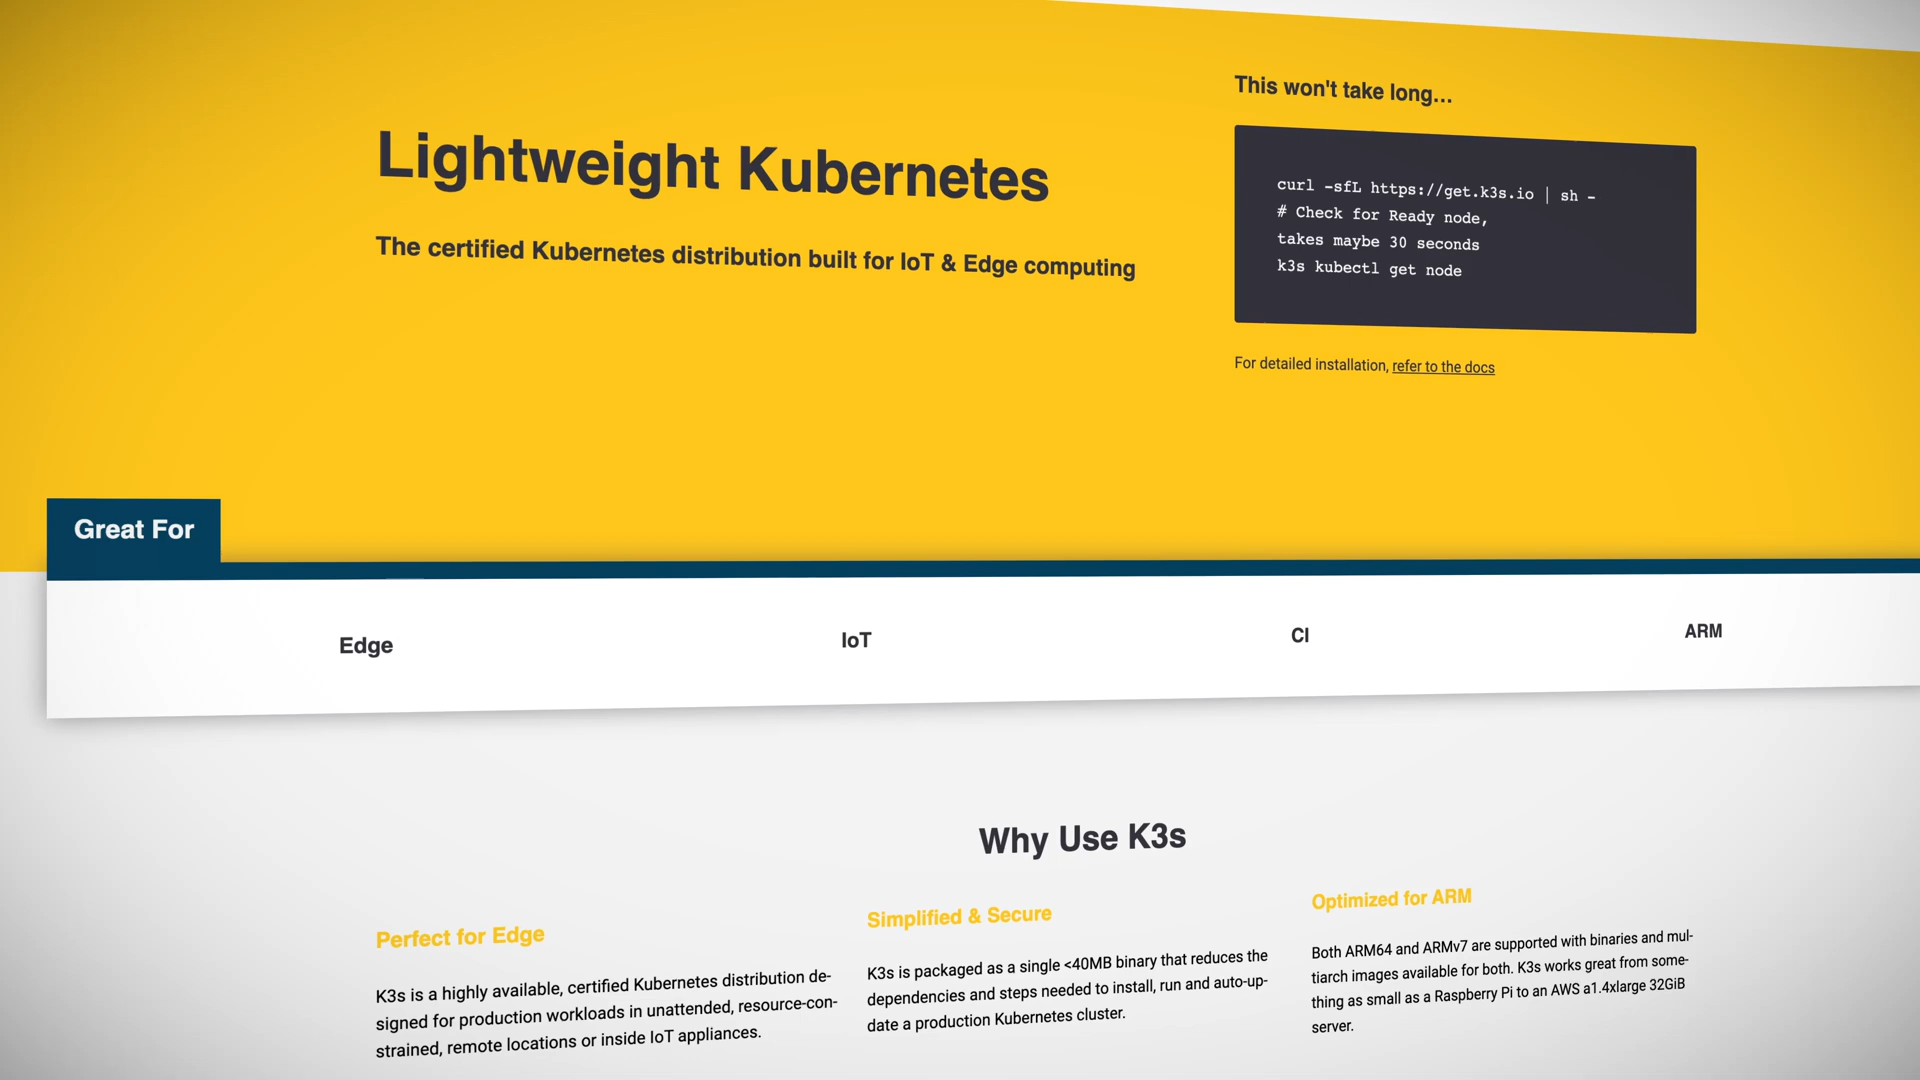 Lightweight Kubernetes
The certified Kubernetes distribution built for IoT & Edge computing
This won't take long…
curl -sfL https://get.k3s.io | sh -
# Check for Ready node,
takes maybe 30 seconds
k3s kubectl get node
For detailed installation, refer to the docs
Great For
Edge
IoT
CI
ARM
Why Use K3s
Perfect for Edge
K3s is a highly available, certified Kubernetes distribution de-
signed for production workloads in unattended, resource-con-
strained, remote locations or inside IoT appliances.
Simplified & Secure
K3s is packaged as a single <40MB binary that reduces the
dependencies and steps needed to install, run and auto-up-
date a production Kubernetes cluster.
Optimized for ARM
Both ARM64 and ARMv7 are supported with binaries and mul-
tiarch images available for both. K3s works great from some-
thing as small as a Raspberry Pi to an AWS a1.4xlarge 32GiB
server.